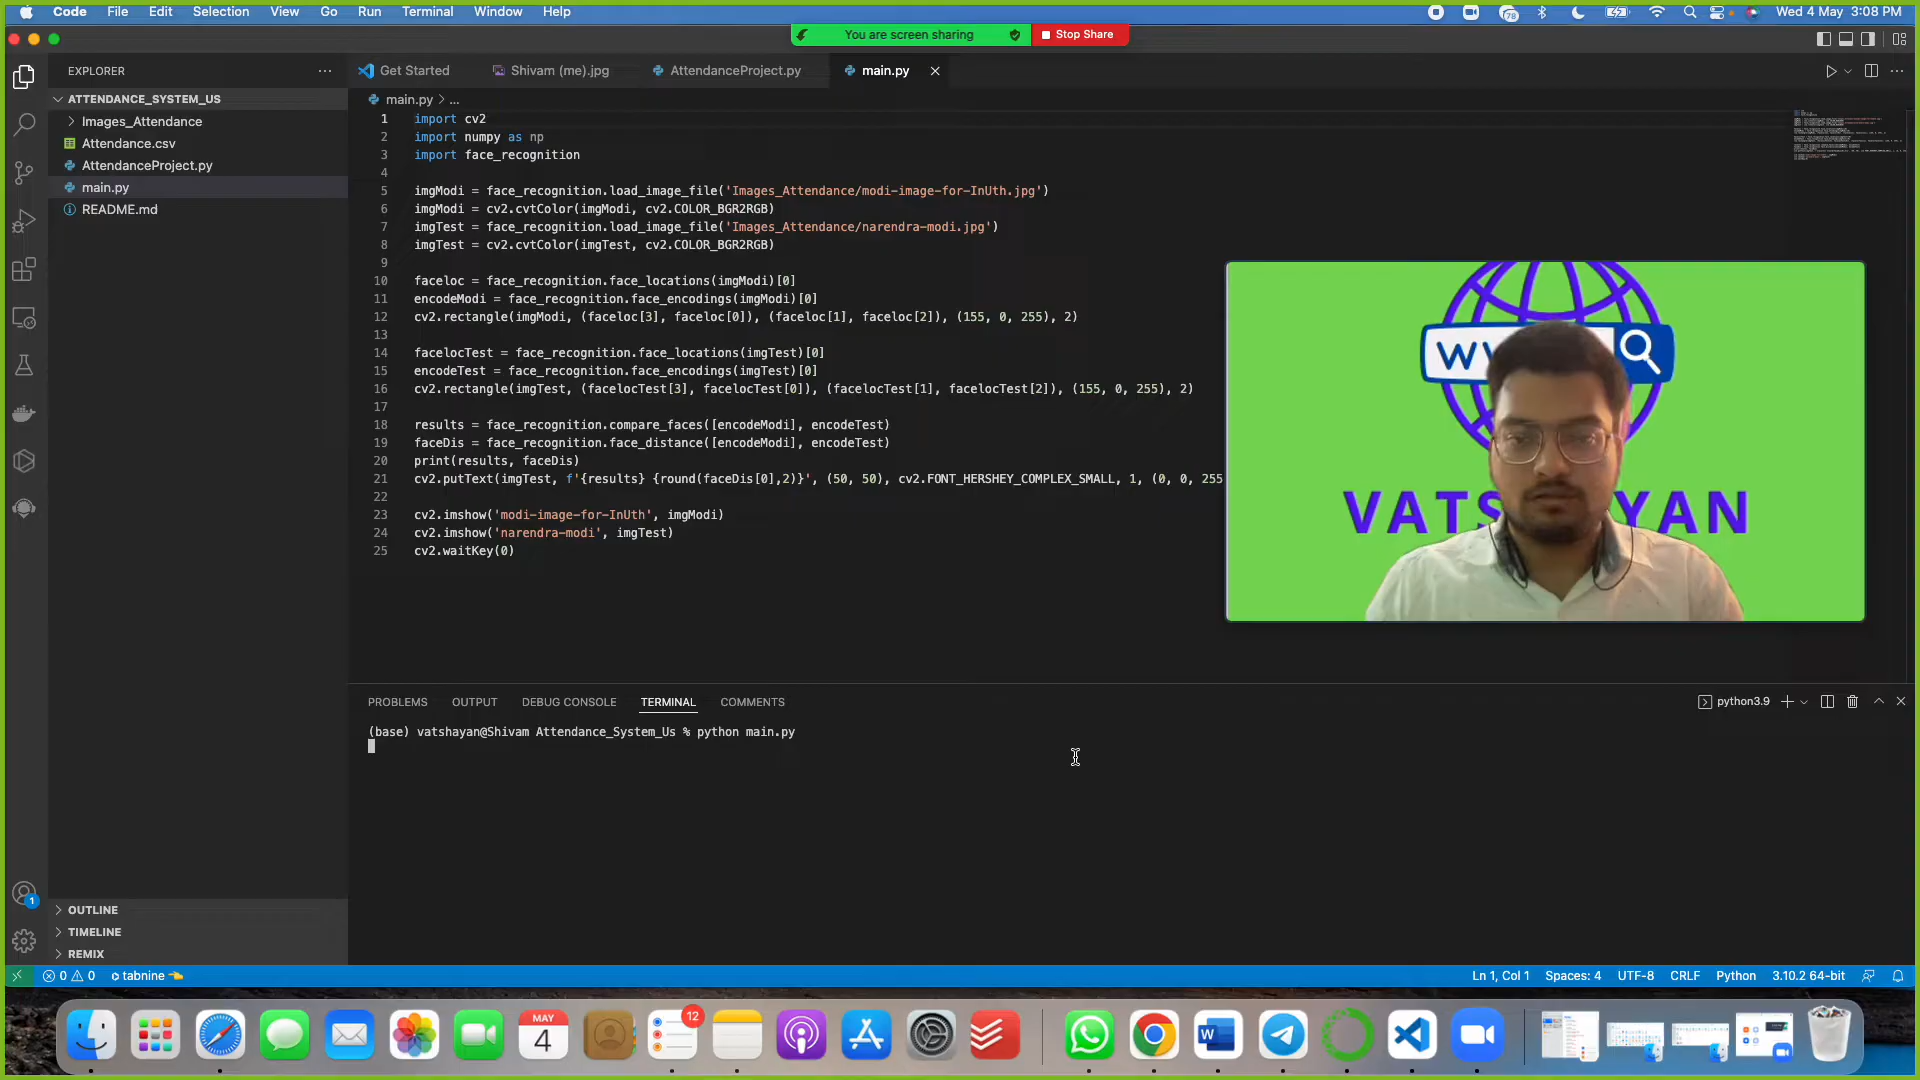 Code File Edit Selection View Go Run Terminal Window Help
78
Wed 4 May 3:08 PM
You are screen sharing
Stop Share
EXPLORER
Get Started
Shivam (me).jpg
AttendanceProject.py
main.py
ATTENDANCE_SYSTEM_US
Images_Attendance
Attendance.csv
AttendanceProject.py
main.py
README.md
main.py > ...
1 import cv2
2 import numpy as np
3 import face_recognition
4
5 imgModi = face_recognition.load_image_file('Images_Attendance/modi-image-for-InUth.jpg')
6 imgModi = cv2.cvtColor(imgModi, cv2.COLOR_BGR2RGB)
7 imgTest = face_recognition.load_image_file('Images_Attendance/narendra-modi.jpg')
8 imgTest = cv2.cvtColor(imgTest, cv2.COLOR_BGR2RGB)
9
10 faceloc = face_recognition.face_locations(imgModi)[0]
11 encodeModi = face_recognition.face_encodings(imgModi)[0]
12 cv2.rectangle(imgModi, (faceloc[3], faceloc[0]), (faceloc[1], faceloc[2]), (155, 0, 255), 2)
13
14 facelocTest = face_recognition.face_locations(imgTest)[0]
15 encodeTest = face_recognition.face_encodings(imgTest)[0]
16 cv2.rectangle(imgTest, (facelocTest[3], facelocTest[0]), (facelocTest[1], facelocTest[2]), (155, 0, 255), 2)
17
18 results = face_recognition.compare_faces([encodeModi], encodeTest)
19 faceDis = face_recognition.face_distance([encodeModi], encodeTest)
20 print(results, faceDis)
21 cv2.putText(imgTest, f'{results} {round(faceDis[0],2)}', (50, 50), cv2.FONT_HERSHEY_COMPLEX_SMALL, 1, (0, 0, 255
22
23 cv2.imshow('modi-image-for-InUth', imgModi)
24 cv2.imshow('narendra-modi', imgTest)
25 cv2.waitKey(0)
PROBLEMS OUTPUT DEBUG CONSOLE TERMINAL COMMENTS
python3.9
(base) vatshayan@Shivam Attendance_System_Us % python main.py
1
OUTLINE
TIMELINE
REMIX
0 0 tabnine
Ln 1, Col 1 Spaces: 4 UTF-8 CRLF Python 3.10.2 64-bit
MAY
4
12